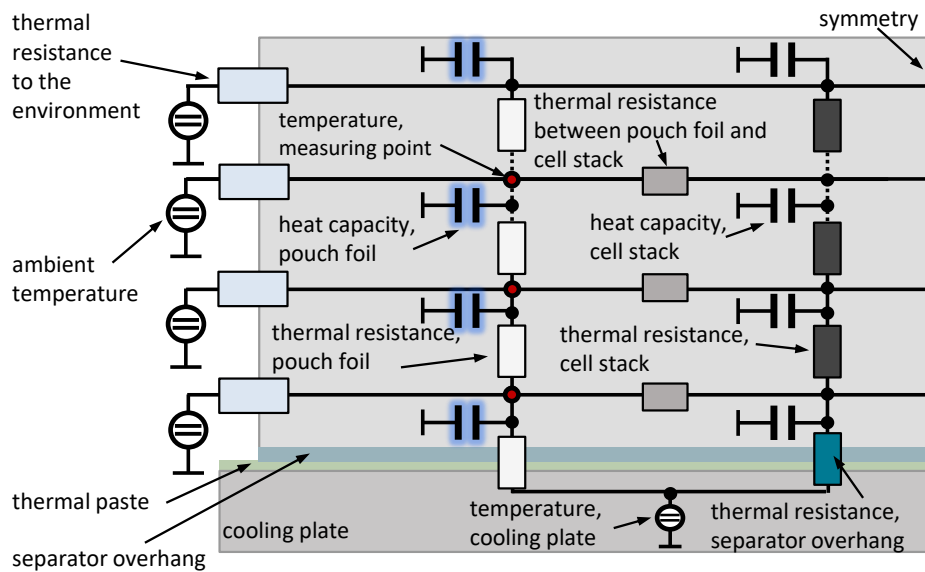 thermal
resistance
to the
environment
symmetry
temperature,
measuring point
thermal resistance
between pouch foil and
cell stack
heat capacity,
pouch foil
heat capacity,
cell stack
ambient
temperature
thermal resistance,
pouch foil
thermal resistance,
cell stack
thermal paste
cooling plate
temperature,
cooling plate
thermal resistance,
separator overhang
separator overhang